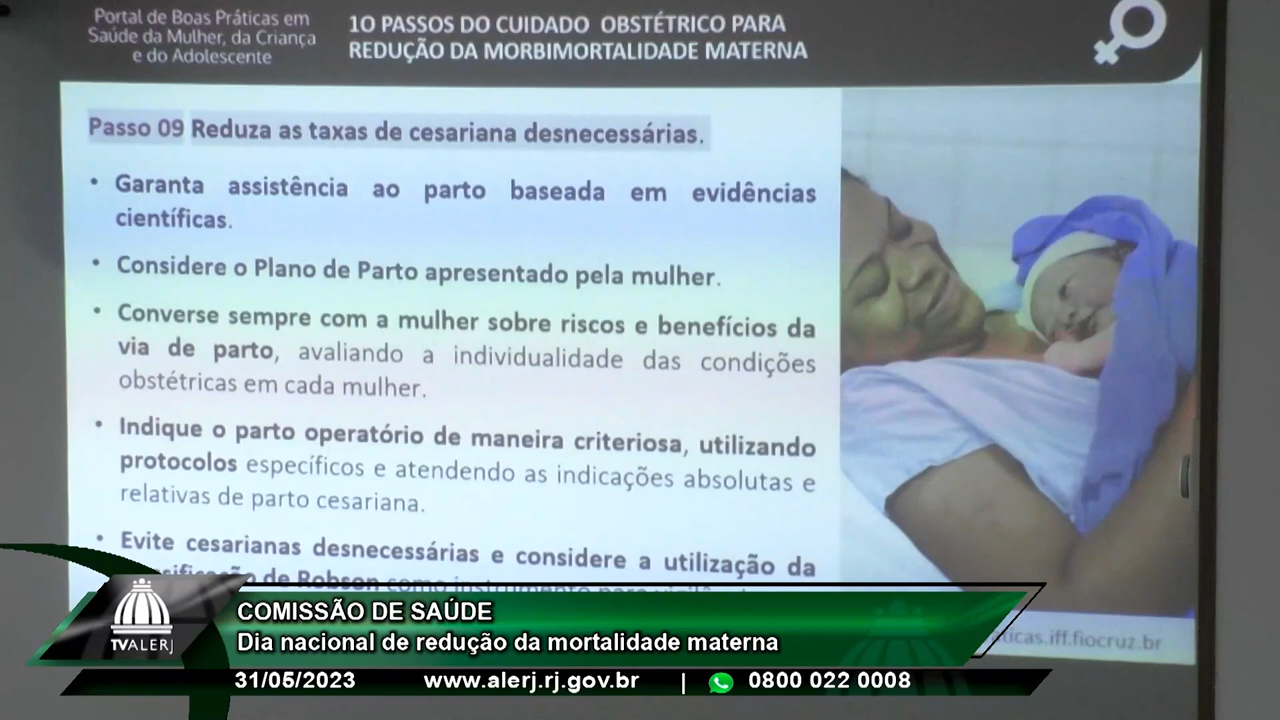 Portal de Boas Práticas em
Saúde da Mulher, da Criança
e do Adolescente
10 PASSOS DO CUIDADO OBSTÉTRICO PARA
REDUÇÃO DA MORBIMORTALIDADE MATERNA
Passo 09 Reduza as taxas de cesariana desnecessárias.
• Garanta assistência ao parto baseada em evidências
científicas.
• Considere o Plano de Parto apresentado pela mulher.
• Converse sempre com a mulher sobre riscos e benefícios da
via de parto, avaliando a individualidade das condições
obstétricas em cada mulher.
• Indique o parto operatório de maneira criteriosa, utilizando
protocolos específicos e atendendo as indicações absolutas e
relativas de parto cesariana.
• Evite cesarianas desnecessárias e considere a utilização da
de Robson como instrumento para
ticas.iff.fiocruz.br
TVALERJ
COMISSÃO DE SAÚDE
Dia nacional de redução da mortalidade materna
31/05/2023 www.alerj.rj.gov.br | 0800 022 0008